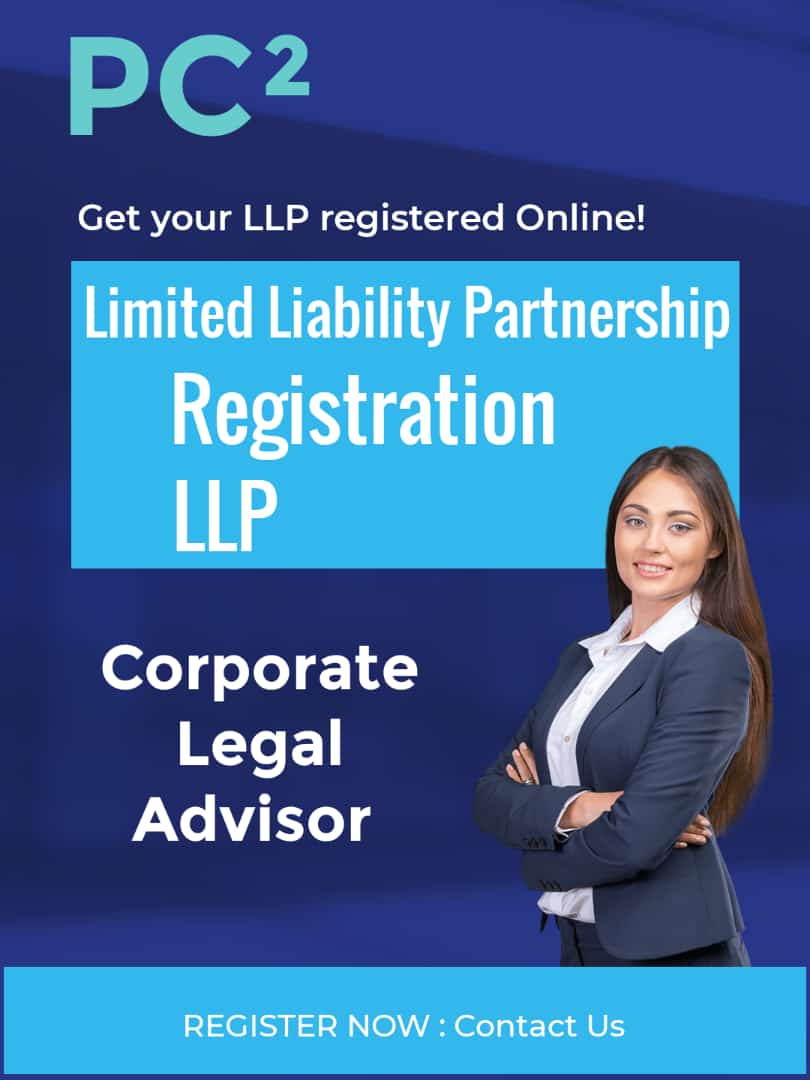 PC²
Get your LLP registered Online!
Limited Liability Partnership
Registration
LLP
Corporate
Legal
Advisor
REGISTER NOW : Contact Us